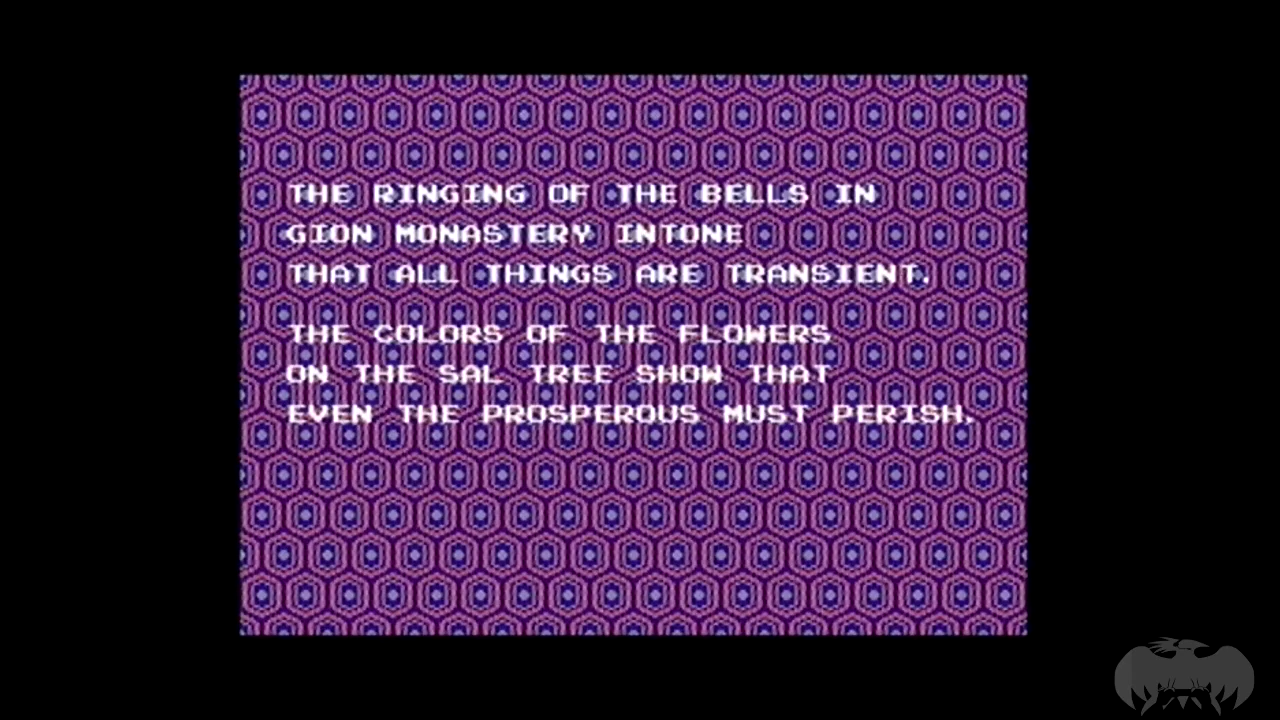 THE RINGING OF THE BELLS IN
GION MONASTERY INTONE
THAT ALL THINGS ARE TRANSIENT.
THE COLORS OF THE FLOWERS
ON THE SAL TREE SHOW THAT
EVEN THE PROSPEROUS MUST PERISH.